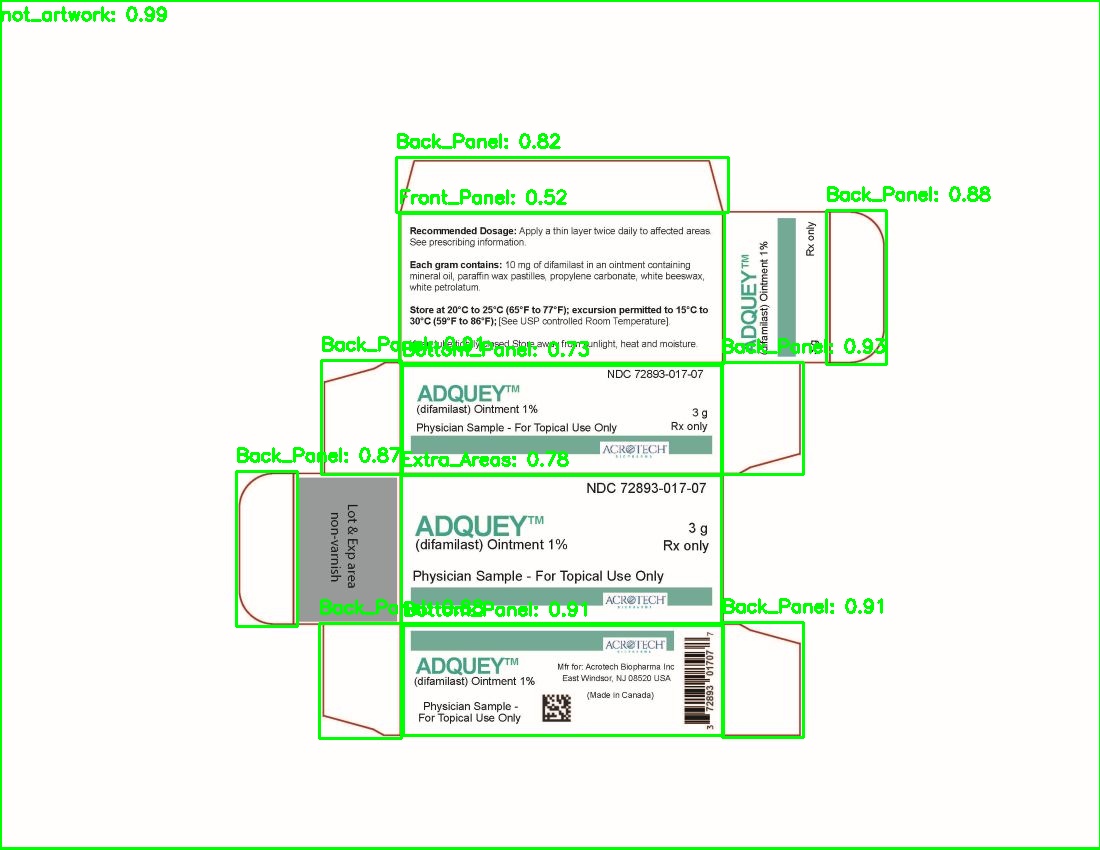 not_artwork: 0.99
Back_Panel: 0.82
Front_Panel: 0.52
Back_Panel: 0.88
Recommended Dosage: Apply a thin layer twice daily to affected areas.
See prescribing information.
Each gram contains: 10 mg of difamilast in an ointment containing
mineral oil, paraffin wax pastilles, propylene carbonate, white beeswax,
white petrolatum.
Store at 20°C to 25°C (65°F to 77°F); excursion permitted to 15°C to
30°C (59°F to 86°F); [See USP controlled Room Temperature].
Store away from sunlight, heat and moisture.
ADQUEY™
(difamilast) Ointment 1%
Rx only
Bottom_Panel: 0.73
Back_Panel: 0.93
NDC 72893-017-07
ADQUEY™
(difamilast) Ointment 1%
3 g
Physician Sample - For Topical Use Only
Rx only
ACROTECH
BIOPHARMA
Back_Panel: 0.87
Extra_Areas: 0.78
Lot & Exp area
non-varnish
NDC 72893-017-07
ADQUEY™
3 g
(difamilast) Ointment 1%
Rx only
Physician Sample - For Topical Use Only
ACROTECH
BIOPHARMA
Bottom_Panel: 0.91
Back_Panel: 0.91
ACROTECH
BIOPHARMA
ADQUEY™
(difamilast) Ointment 1%
Mfr for: Acrotech Biopharma Inc
East Windsor, NJ 08520 USA
(Made in Canada)
Physician Sample -
For Topical Use Only
3 72893 01707 7